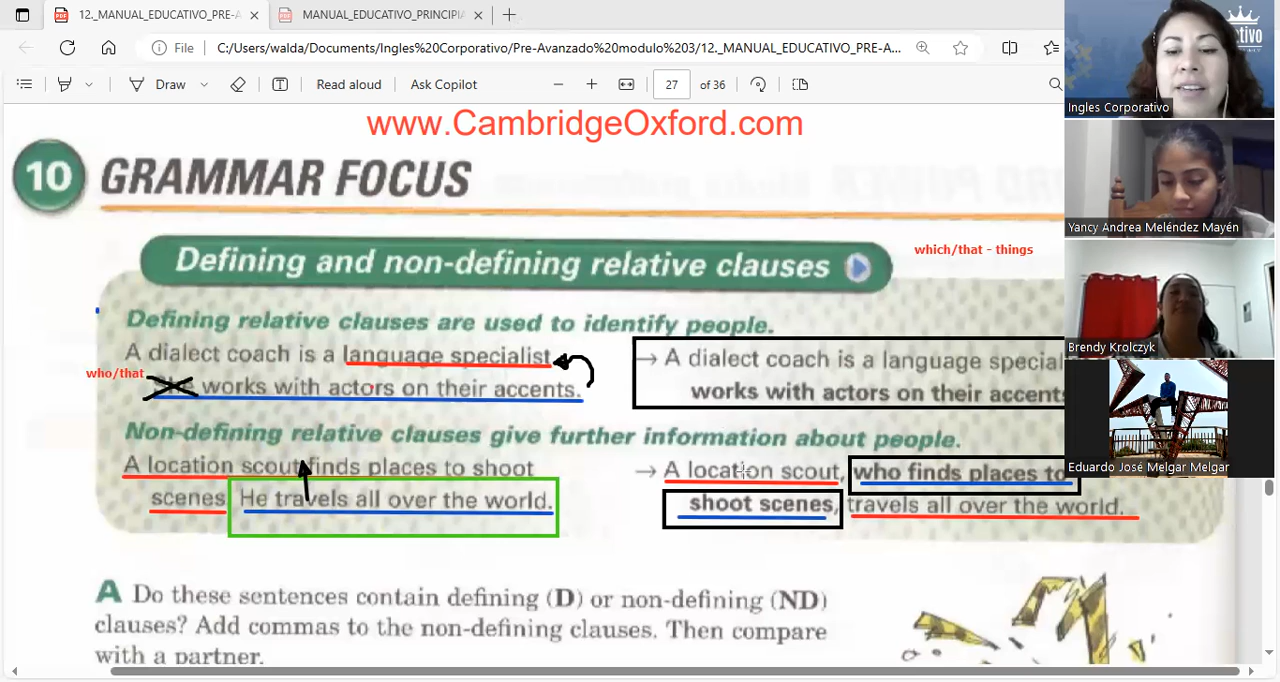 12._MANUAL_EDUCATIVO_PRE-A
MANUAL_EDUCATIVO_PRINCIPIA
File
C:/Users/walda/Documents/Ingles%20Corporativo/Pre-Avanzado%20modulo%203/12._MANUAL_EDUCATIVO_PRE-A...
Draw
Read aloud
Ask Copilot
27
of 36
www.CambridgeOxford.com
10 GRAMMAR FOCUS
which/that - things
Defining and non-defining relative clauses
Defining relative clauses are used to identify people.
A dialect coach is a language specialist
who/that
works with actors on their accents.
→ A dialect coach is a language special
works with actors on their accent
Non-defining relative clauses give further information about people.
A location scout finds places to shoot
scenes He travels all over the world.
→ A location scout, who finds places to
shoot scenes, travels all over the world.
A Do these sentences contain defining (D) or non-defining (ND)
clauses? Add commas to the non-defining clauses. Then compare
with a partner.
Ingles Corporativo
Yancy Andrea Meléndez Mayén
Brendy Krolczyk
Eduardo José Melgar Melgar